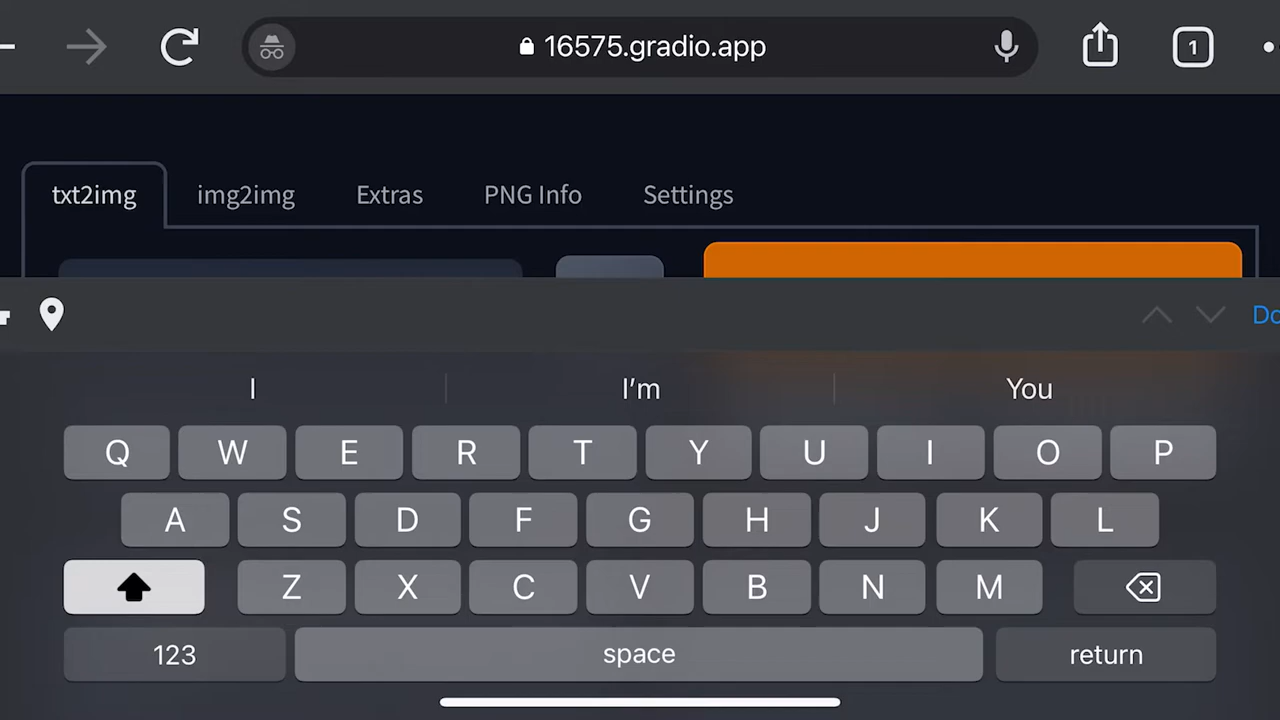 16575.gradio.app
1
txt2img img2img Extras PNG Info Settings
I I’m You
Q W E R T Y U I O P
A S D F G H J K L
Z X C V B N M
123 space return